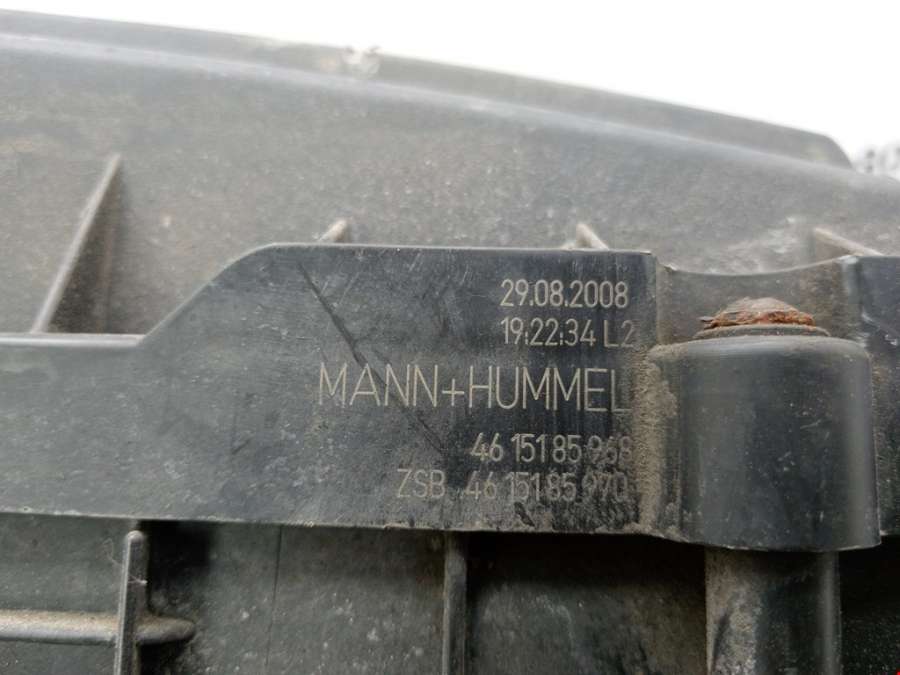 29.08.2008
19:22:34 L2
MANN+HUMMEL
46 151 85 968
ZSB 46 151 85 970